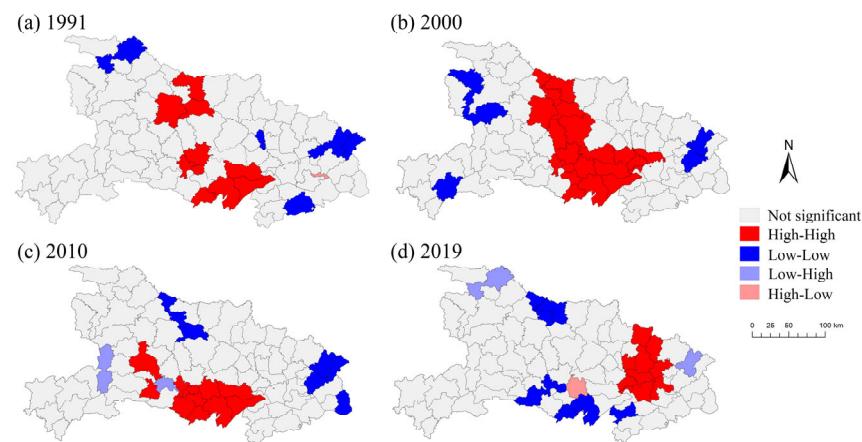 (a) 1991
(b) 2000
N
Not significant
High-High
Low-Low
Low-High
High-Low
0 25 50 100 km
(c) 2010
(d) 2019